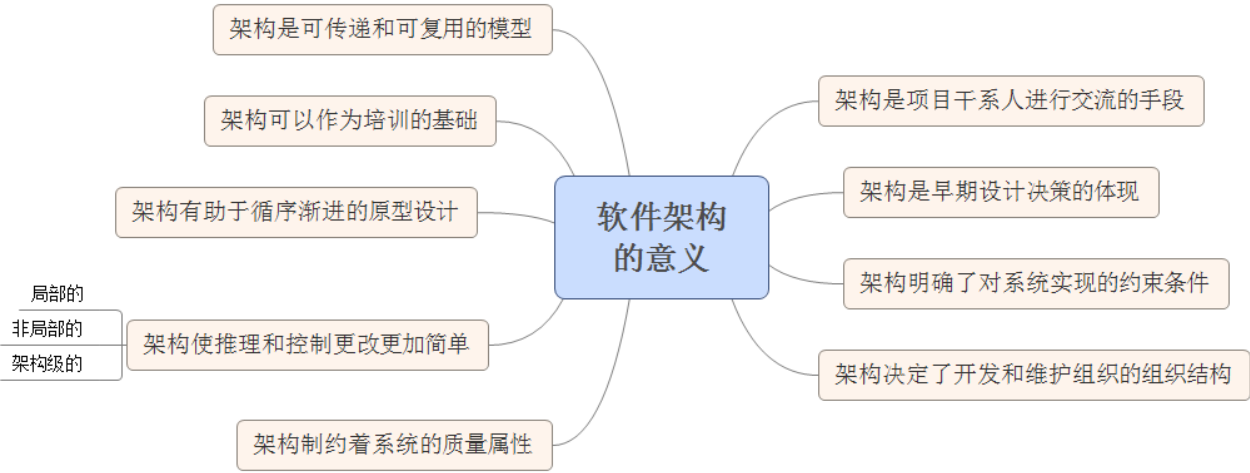 架构是可传递和可复用的模型
架构可以作为培训的基础
架构有助于循序渐进的原型设计
局部的
非局部的
架构级的
架构使推理和控制更改更加简单
架构制约着系统的质量属性
软件架构
的意义
架构是项目干系人进行交流的手段
架构是早期设计决策的体现
架构明确了对系统实现的约束条件
架构决定了开发和维护组织的组织结构